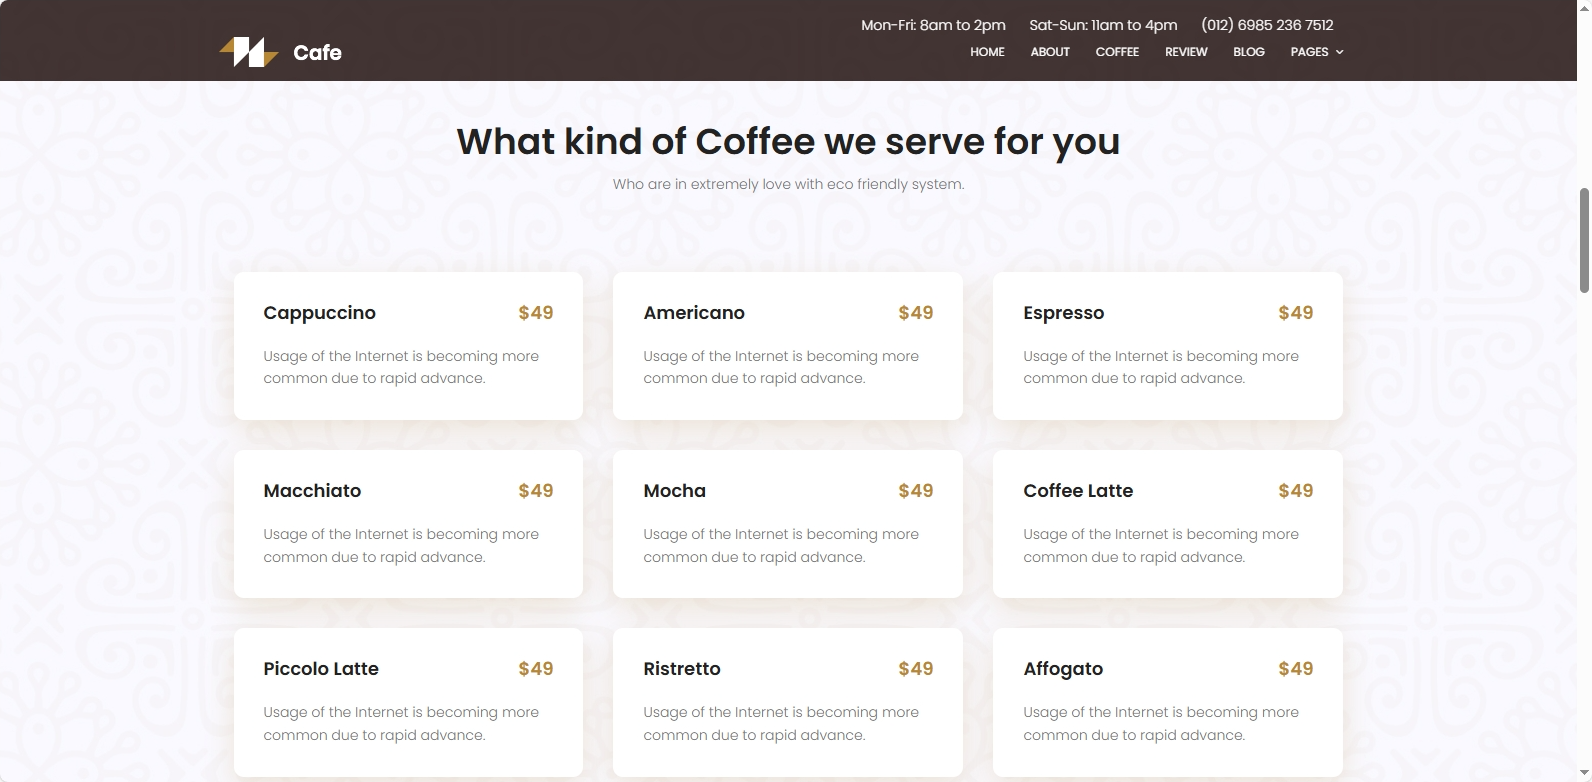 Mon-Fri: 8am to 2pm Sat-Sun: 11am to 4pm (012) 6985 236 7512
Cafe
HOME ABOUT COFFEE REVIEW BLOG PAGES
What kind of Coffee we serve for you
Who are in extremely love with eco friendly system.
Cappuccino $49
Usage of the Internet is becoming more
common due to rapid advance.
Americano $49
Usage of the Internet is becoming more
common due to rapid advance.
Espresso $49
Usage of the Internet is becoming more
common due to rapid advance.
Macchiato $49
Usage of the Internet is becoming more
common due to rapid advance.
Mocha $49
Usage of the Internet is becoming more
common due to rapid advance.
Coffee Latte $49
Usage of the Internet is becoming more
common due to rapid advance.
Piccolo Latte $49
Usage of the Internet is becoming more
common due to rapid advance.
Ristretto $49
Usage of the Internet is becoming more
common due to rapid advance.
Affogato $49
Usage of the Internet is becoming more
common due to rapid advance.